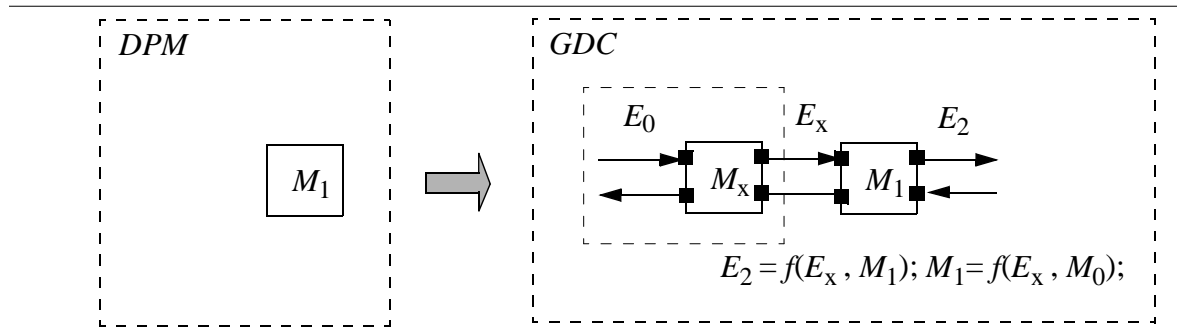 DPM
GDC
E₀ Eₓ E₂
M₁
Mₓ M₁
E₂ = f(Eₓ , M₁); M₁= f(Eₓ , M₀);